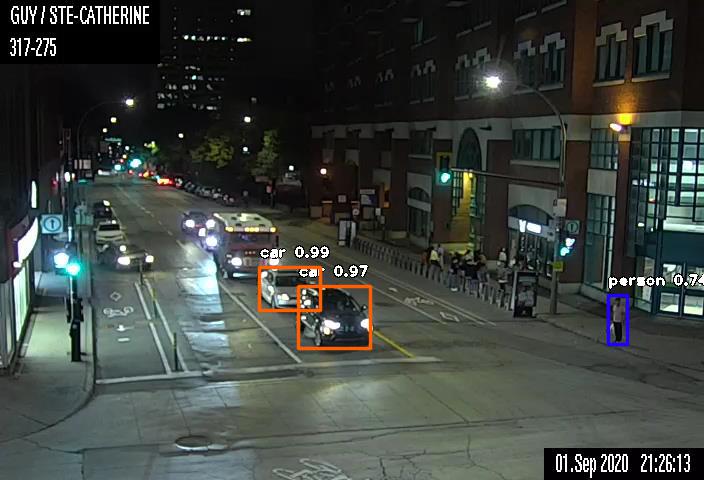 GUY / STE-CATHERINE
317-275
car 0.99
car 0.97
person 0.74
01.Sep 2020 21:26:13